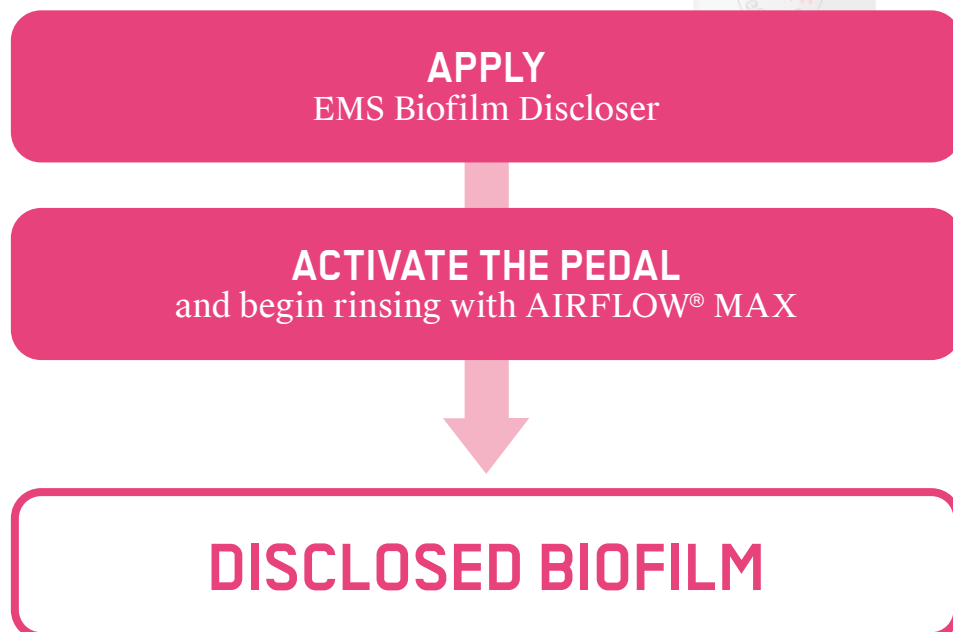 APPLY
EMS Biofilm Discloser
ACTIVATE THE PEDAL
and begin rinsing with AIRFLOW® MAX
DISCLOSED BIOFILM